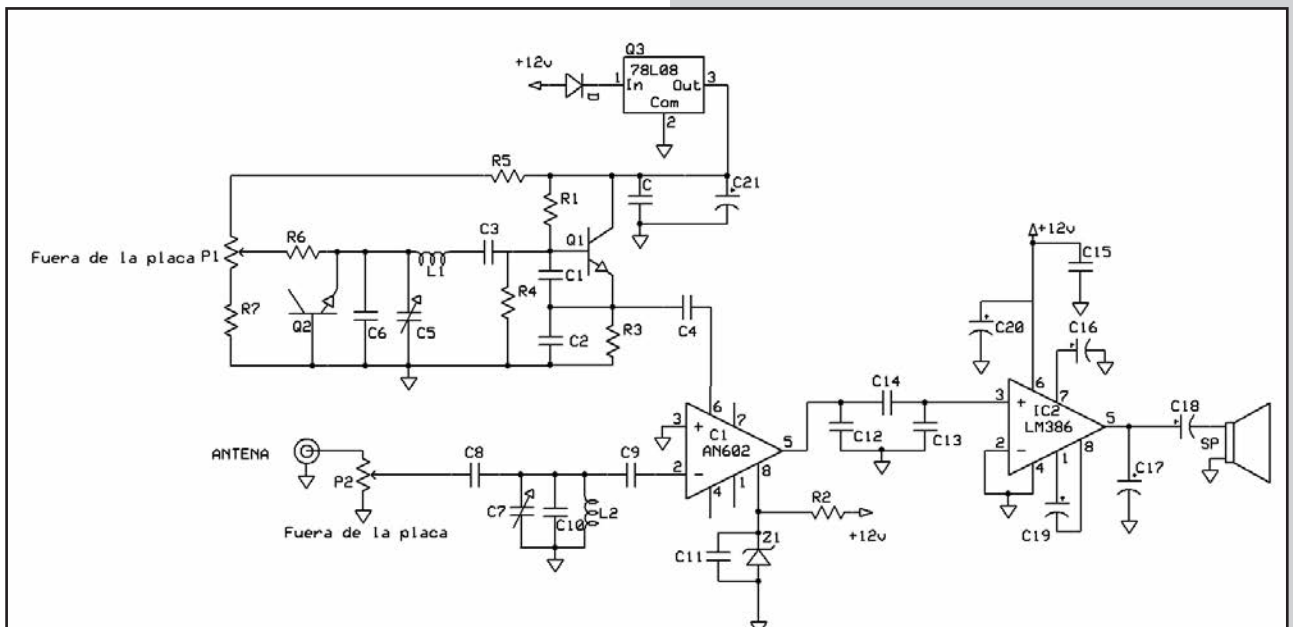 Q3
+12v
78L08
1 In Out 3
Com
2
R5
C
C21
R1
Q1
C3
R6
Fuera de la placa P1
L1
C1
R4
R7
Q2
C6
C5
C2
R3
C4
+12v
C15
C20
C16
6
7
3
+
IC2
LM386
5
2
-
4
1
8
C19
C18
SP
C17
C14
C12
C13
6
7
3
+
C1
AN602
5
2
-
8
4
1
ANTENA
P2
Fuera de la placa
C8
C9
C7
C10
L2
R2
+12v
C11
Z1